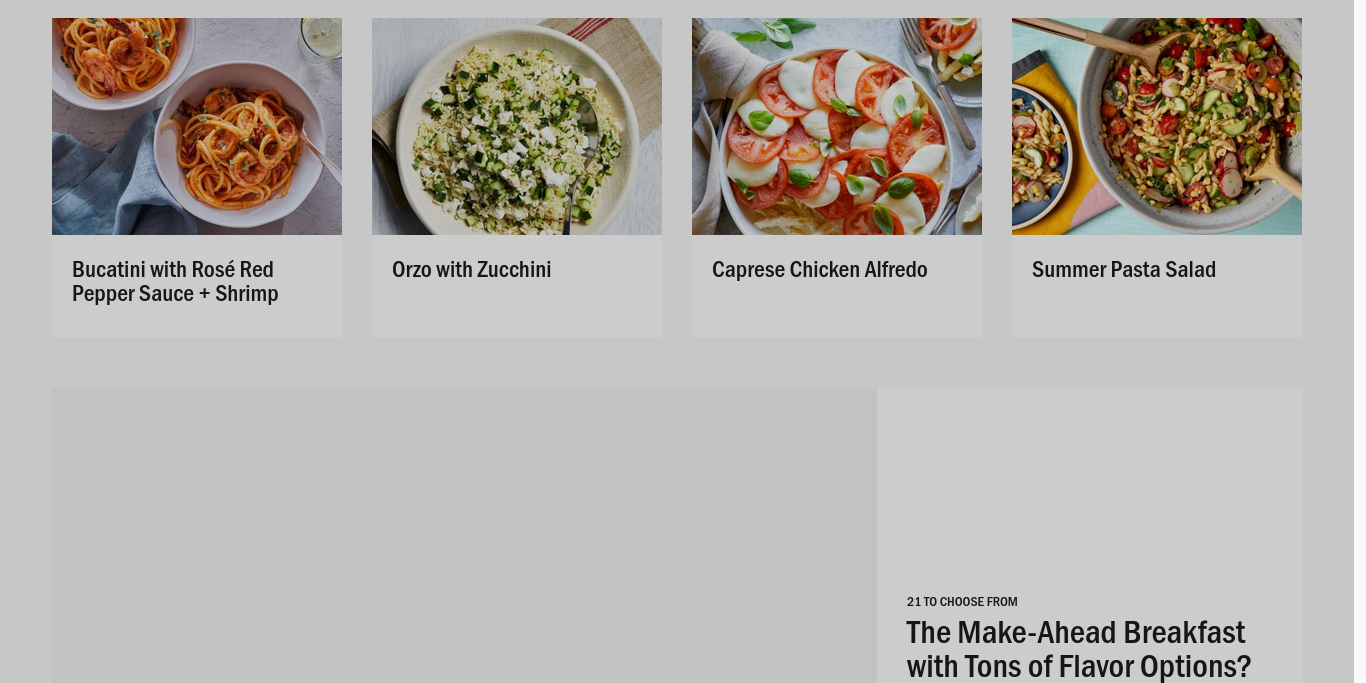 Bucatini with Rosé Red
Pepper Sauce + Shrimp
Orzo with Zucchini
Caprese Chicken Alfredo
Summer Pasta Salad
21 TO CHOOSE FROM
The Make-Ahead Breakfast
with Tons of Flavor Options?